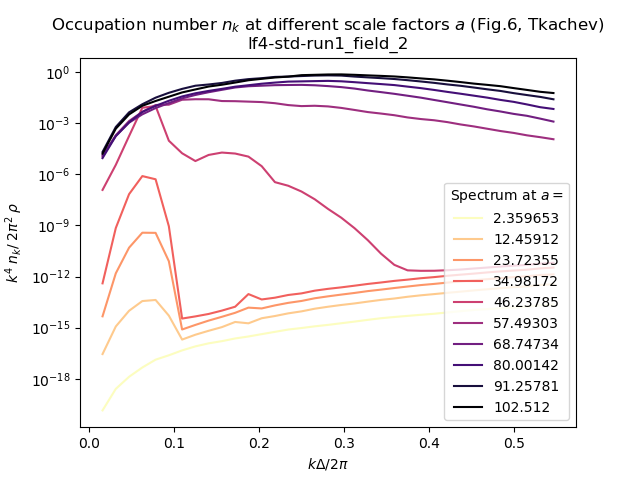 Occupation number $n_k$ at different scale factors $a$ (Fig.6, Tkachev)
lf4-std-run1_field_2
$k^4\ n_k/\ 2\pi^2\ \rho$
10^0
10^{-3}
10^{-6}
10^{-9}
10^{-12}
10^{-15}
10^{-18}
Spectrum at $a=$
2.359653
12.45912
23.72355
34.98172
46.23785
57.49303
68.74734
80.00142
91.25781
102.512
0.0 0.1 0.2 0.3 0.4 0.5
$k\Delta/2\pi$